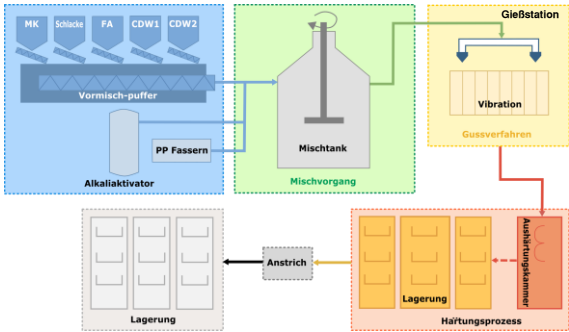 MK
Schlacke
FA
CDW1
CDW2
Vormisch-puffer
PP Fassern
Alkaliaktivator
Mischtank
Mischvorgang
Gießstation
Vibration
Gussverfahren
Lagerung
Anstrich
Lagerung
Aushärtungskammer
Härtungsprozess